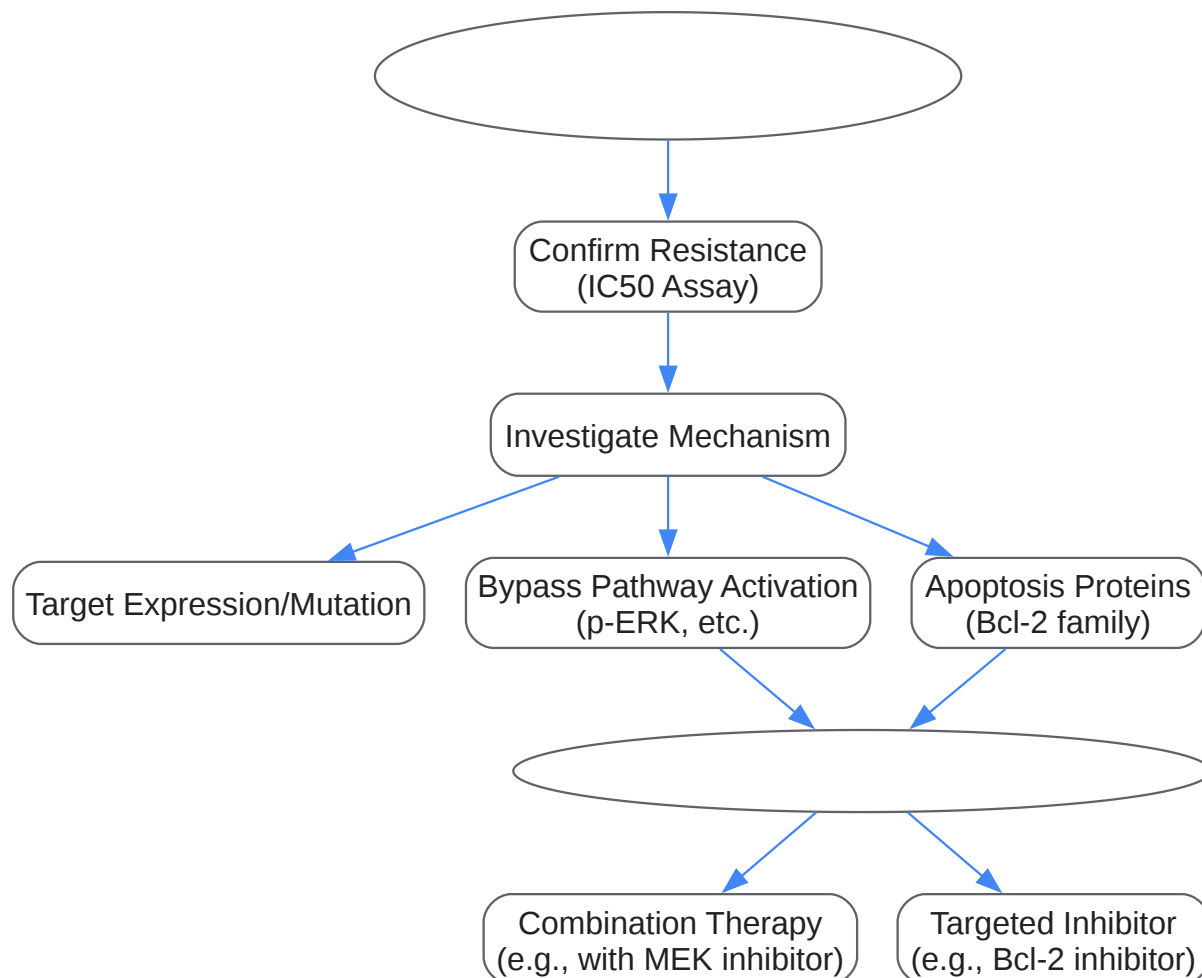 Confirm Resistance
(IC50 Assay)
Investigate Mechanism
Target Expression/Mutation
Bypass Pathway Activation
(p-ERK, etc.)
Apoptosis Proteins
(Bcl-2 family)
Combination Therapy
(e.g., with MEK inhibitor)
Targeted Inhibitor
(e.g., Bcl-2 inhibitor)